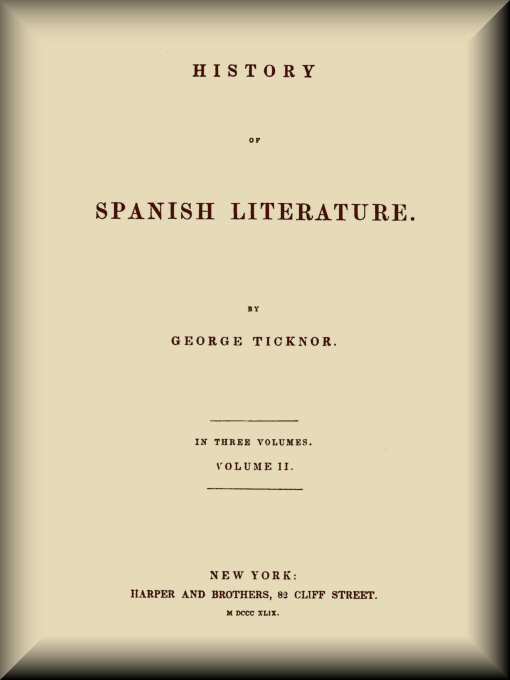 HISTORY
OF
SPANISH LITERATURE.
BY
GEORGE TICKNOR.
IN THREE VOLUMES.
VOLUME II.
NEW YORK:
HARPER AND BROTHERS, 82 CLIFF STREET.
M DCCC XLIX.